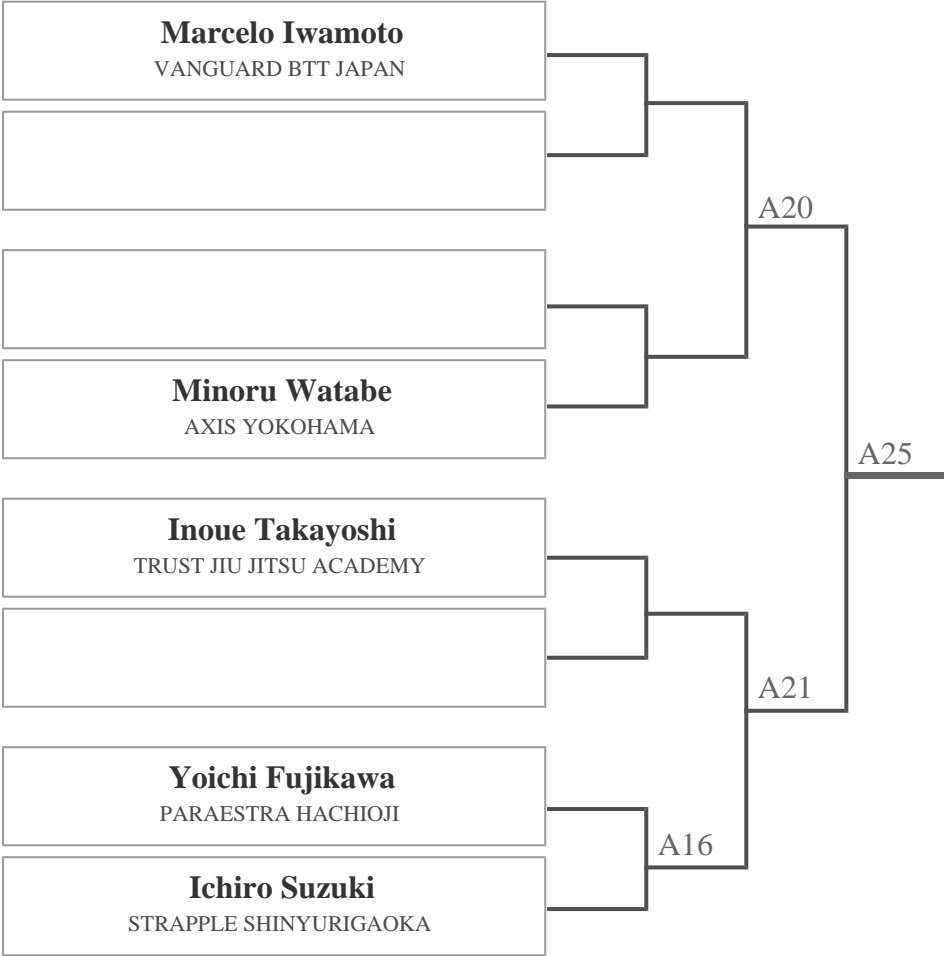 Marcelo Iwamoto
VANGUARD BTT JAPAN
A20
Minoru Watabe
AXIS YOKOHAMA
A25
Inoue Takayoshi
TRUST JIU JITSU ACADEMY
A21
Yoichi Fujikawa
PARAESTRA HACHIOJI
A16
Ichiro Suzuki
STRAPPLE SHINYURIGAOKA